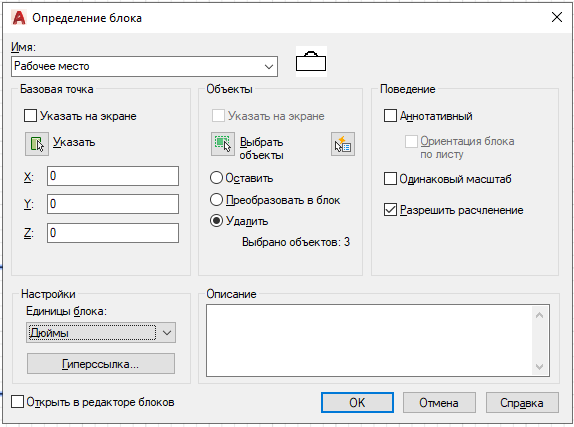 A Определение блока
Имя:
Рабочее место
Базовая точка
Указать на экране
Указать
X: 0
Y: 0
Z: 0
Объекты
Указать на экране
Выбрать
объекты
Оставить
Преобразовать в блок
Удалить
Выбрано объектов: 3
Поведение
Аннотативный
Ориентация блока
по листу
Одинаковый масштаб
Разрешить расчленение
Настройки
Единицы блока:
Дюймы
Гиперссылка...
Описание
Открыть в редакторе блоков
OK
Отмена
Справка